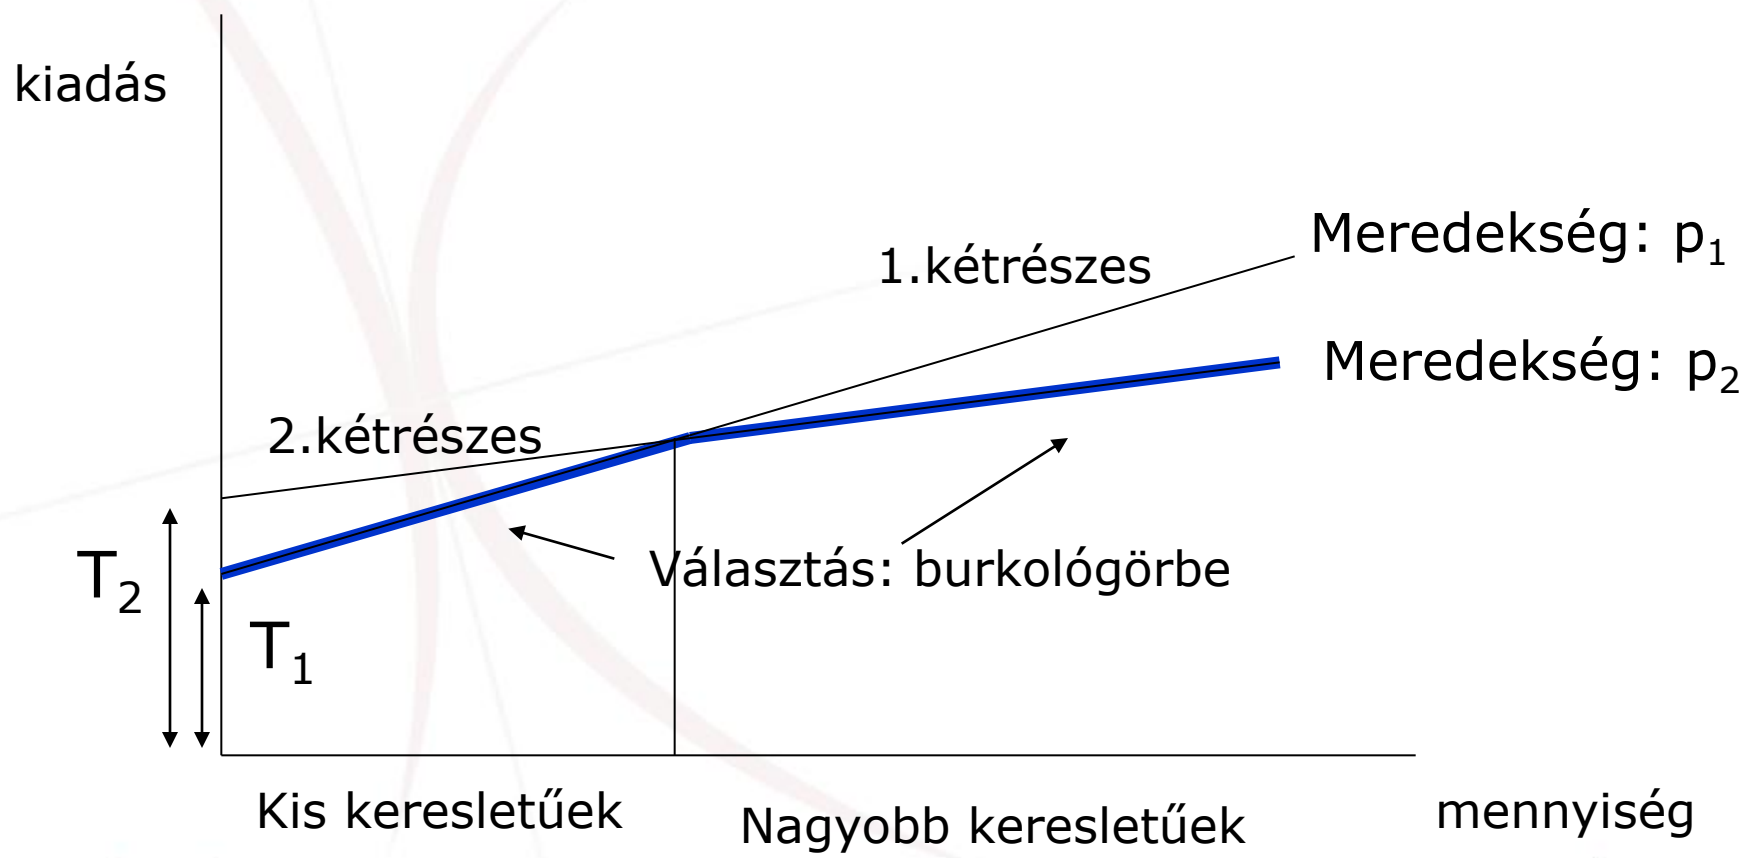 kiadás
Meredekség: p₁
1.kétrészes
Meredekség: p₂
2.kétrészes
Választás: burkológörbe
T₂
T₁
Kis keresletűek
Nagyobb keresletűek
mennyiség